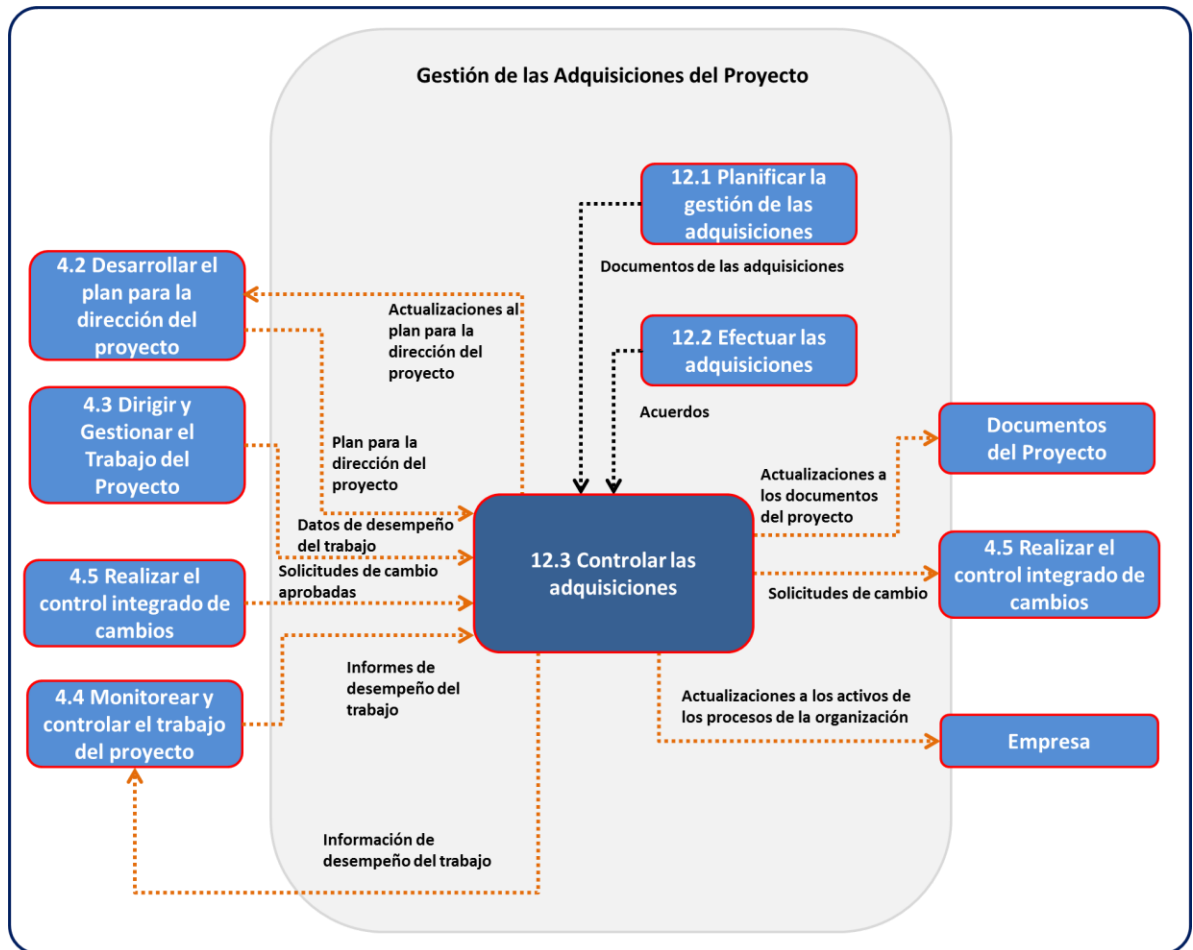 Gestión de las Adquisiciones del Proyecto
12.1 Planificar la
gestión de las
adquisiciones
Documentos de las adquisiciones
4.2 Desarrollar el
plan para la
dirección del
proyecto
Actualizaciones al
plan para la
dirección del
proyecto
12.2 Efectuar las
adquisiciones
Acuerdos
4.3 Dirigir y
Gestionar el
Trabajo del
Proyecto
Plan para la
dirección del
proyecto
Documentos
del Proyecto
Actualizaciones a
los documentos
del proyecto
Datos de desempeño
del trabajo
Solicitudes de cambio
aprobadas
12.3 Controlar las
adquisiciones
4.5 Realizar el
control integrado de
cambios
Solicitudes de cambio
4.5 Realizar el
control integrado de
cambios
4.4 Monitorear y
controlar el trabajo
del proyecto
Informes de
desempeño del
trabajo
Actualizaciones a los activos de
los procesos de la organización
Empresa
Información de
desempeño del trabajo